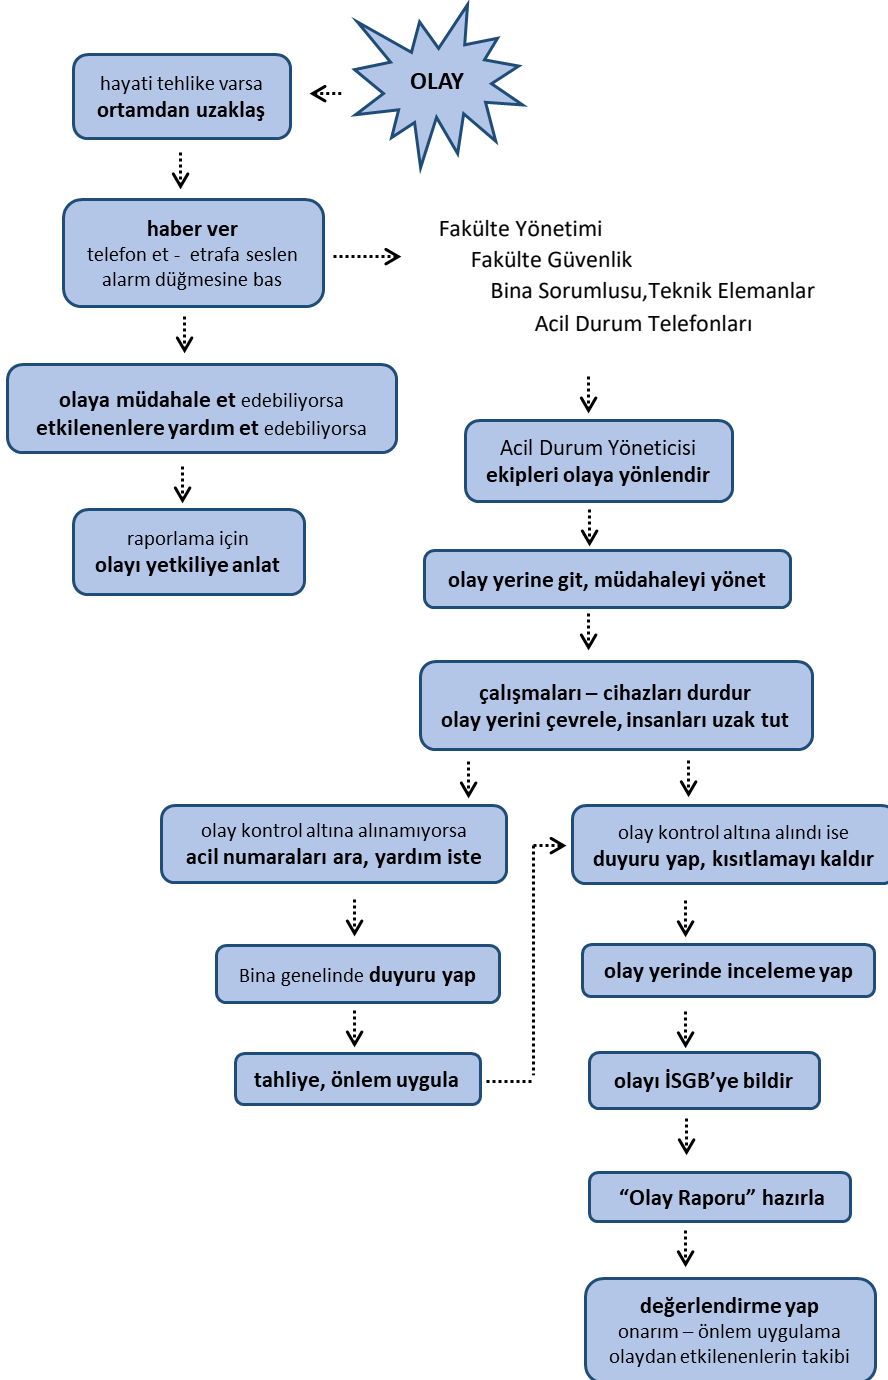 OLAY
hayati tehlike varsa
ortamdan uzaklaş
haber ver
telefon et - etrafa seslen
alarm düğmesine bas
Fakülte Yönetimi
Fakülte Güvenlik
Bina Sorumlusu,Teknik Elemanlar
Acil Durum Telefonları
olaya müdahale et edebiliyorsa
etkilenenlere yardım et edebiliyorsa
raporlama için
olayı yetkiliye anlat
Acil Durum Yöneticisi
ekipleri olaya yönlendir
olay yerine git, müdahaleyi yönet
çalışmaları – cihazları durdur
olay yerini çevrele, insanları uzak tut
olay kontrol altına alınamıyorsa
acil numaraları ara, yardım iste
Bina genelinde duyuru yap
tahliye, önlem uygula
olay kontrol altına alındı ise
duyuru yap, kısıtlamayı kaldır
olay yerinde inceleme yap
olayı İSGB’ye bildir
“Olay Raporu” hazırla
değerlendirme yap
onarım – önlem uygulama
olaydan etkilenenlerin takibi